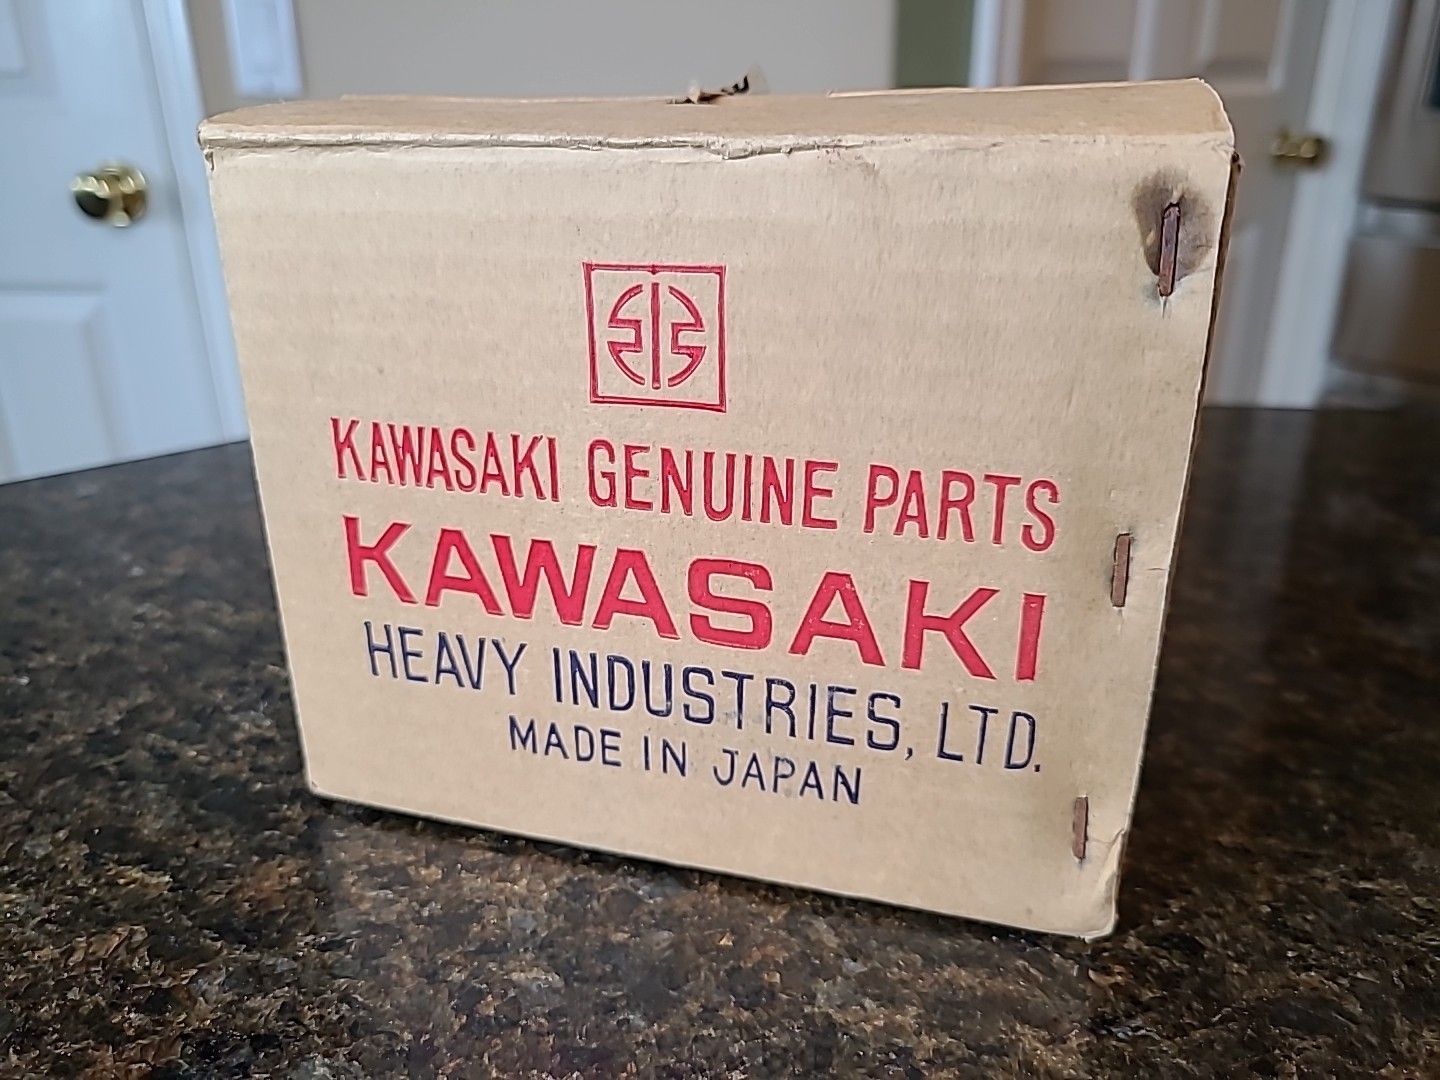 KAWASAKI GENUINE PARTS
KAWASAKI
HEAVY INDUSTRIES, LTD.
MADE IN JAPAN